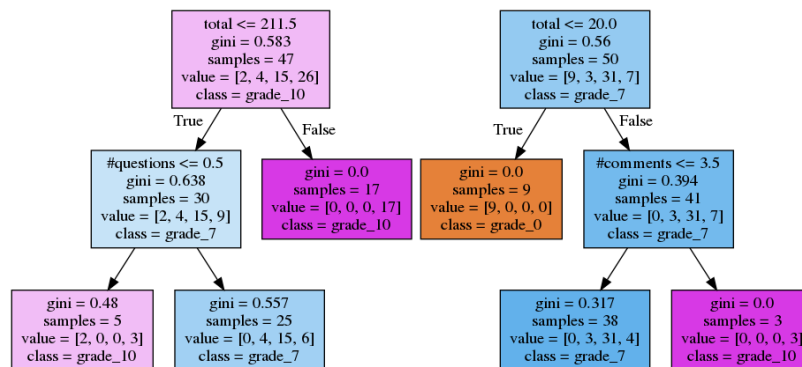 total <= 211.5
gini = 0.583
samples = 47
value = [2, 4, 15, 26]
class = grade_10
total <= 20.0
gini = 0.56
samples = 50
value = [9, 3, 31, 7]
class = grade_7
True
False
True
False
#questions <= 0.5
gini = 0.638
samples = 30
value = [2, 4, 15, 9]
class = grade_7
gini = 0.0
samples = 17
value = [0, 0, 0, 17]
class = grade_10
gini = 0.0
samples = 9
value = [9, 0, 0, 0]
class = grade_0
#comments <= 3.5
gini = 0.394
samples = 41
value = [0, 3, 31, 7]
class = grade_7
gini = 0.48
samples = 5
value = [2, 0, 0, 3]
class = grade_10
gini = 0.557
samples = 25
value = [0, 4, 15, 6]
class = grade_7
gini = 0.317
samples = 38
value = [0, 3, 31, 4]
class = grade_7
gini = 0.0
samples = 3
value = [0, 0, 0, 3]
class = grade_10